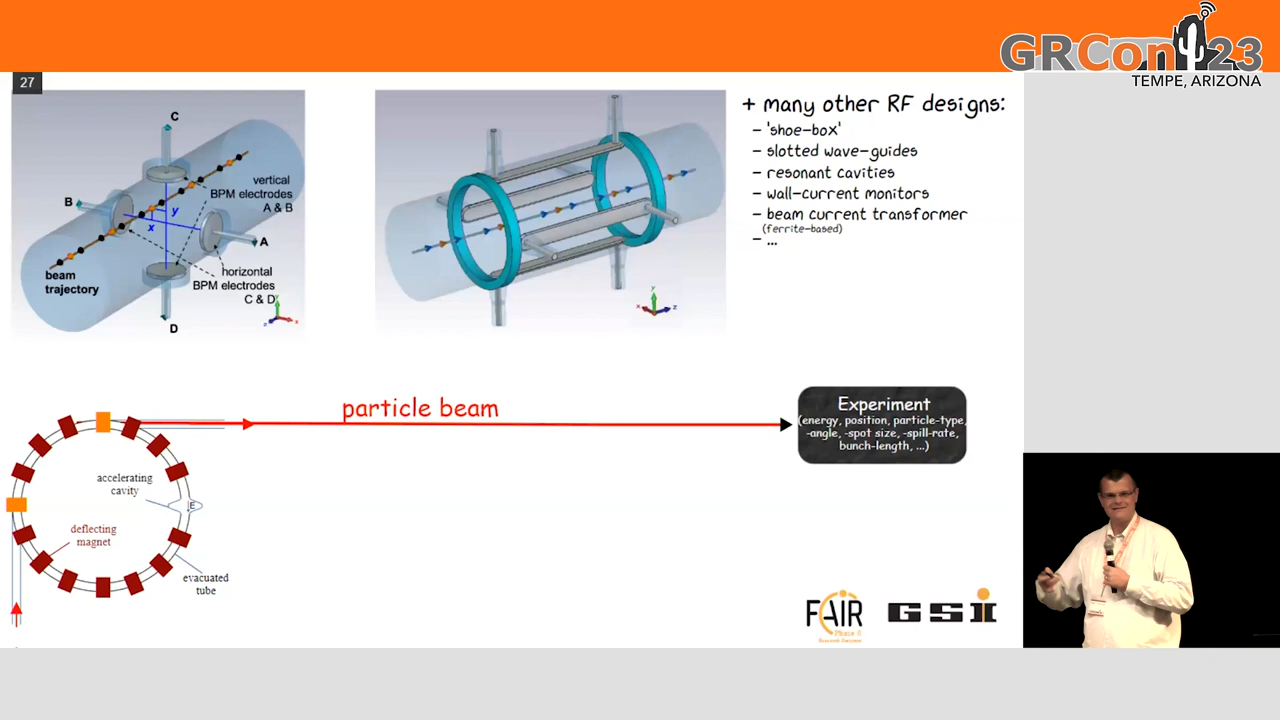 GRCon 23
TEMPE, ARIZONA
27
C
B
vertical
BPM electrodes
A & B
y
x
A
beam
trajectory
horizontal
BPM electrodes
C & D
D
y
x
z
y
x
z
+ many other RF designs:
- 'shoe-box'
- slotted wave-guides
- resonant cavities
- wall-current monitors
- beam current transformer
(ferrite-based)
- ...
particle beam
Experiment
(energy, position, particle-type,
-angle, -spot size, -spill-rate,
bunch-length, ...)
accelerating
cavity
E
deflecting
magnet
evacuated
tube
FAIR
GSI